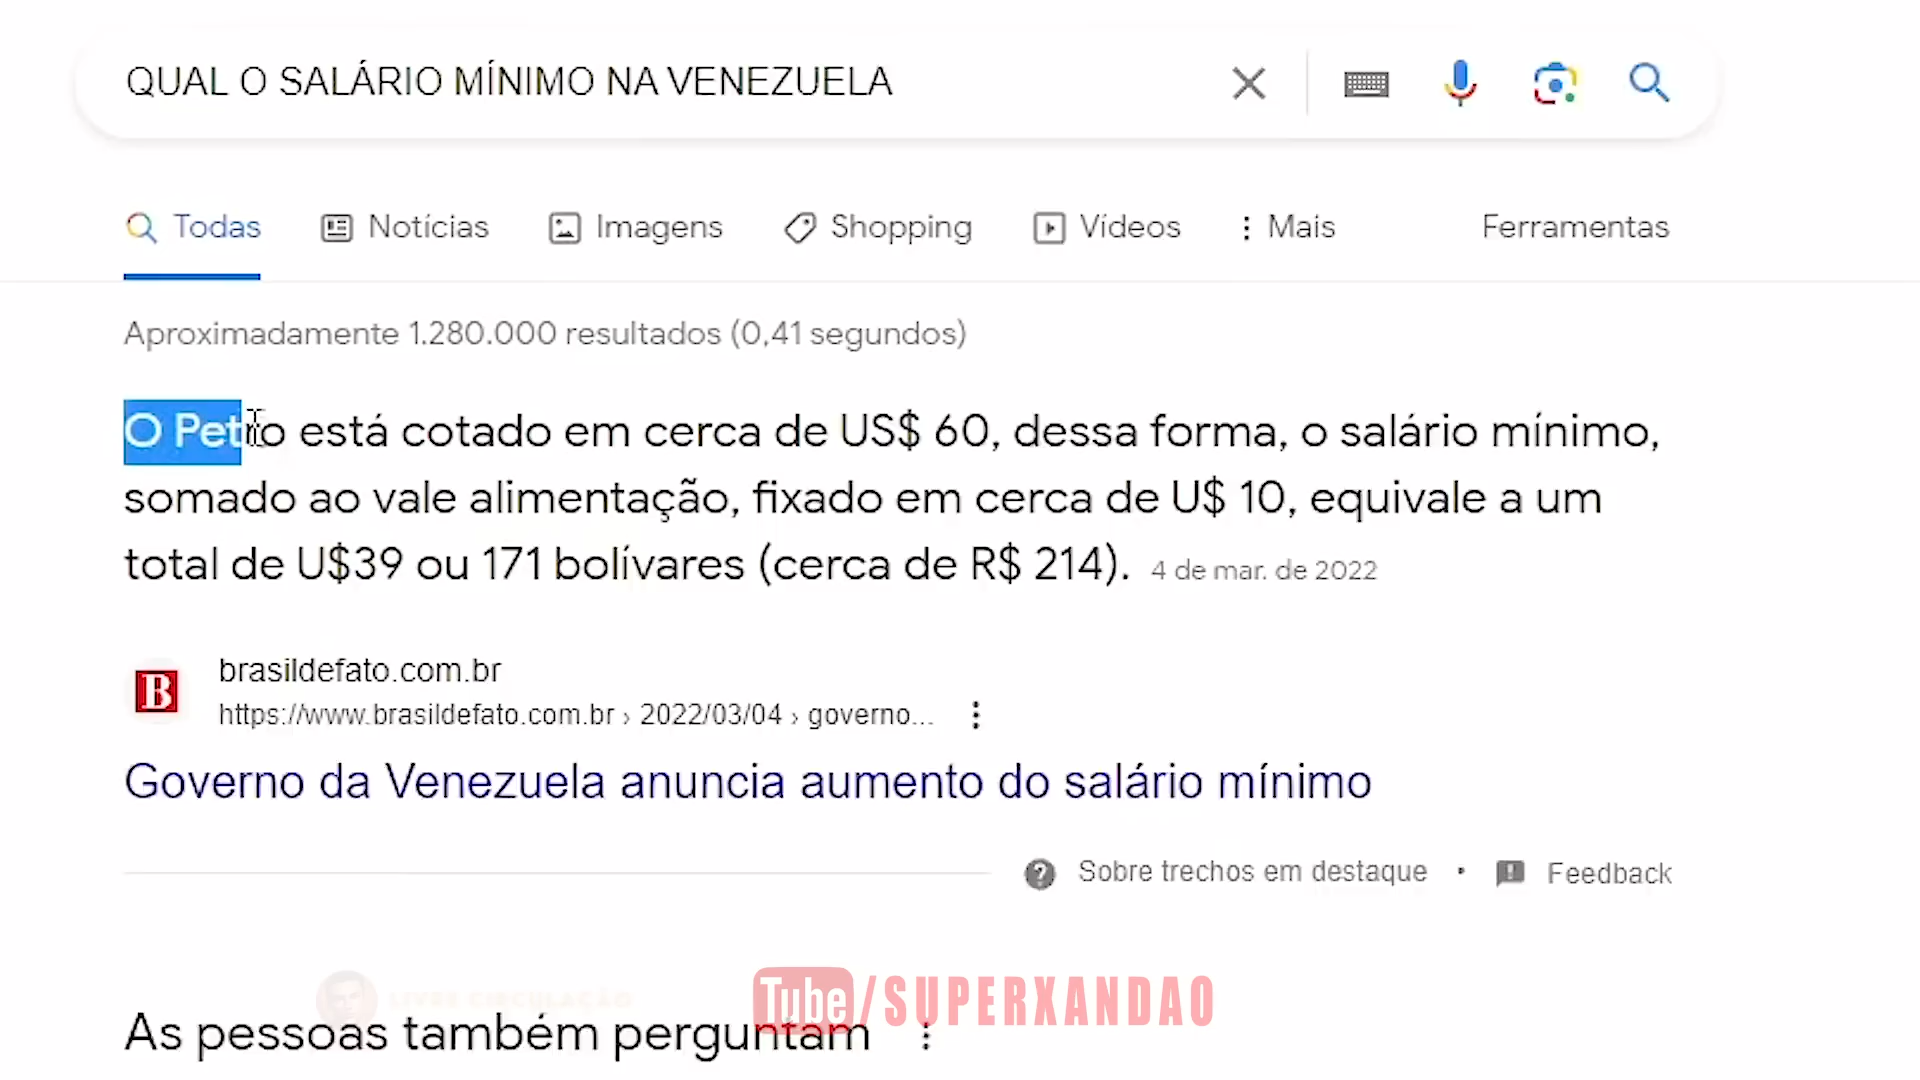 QUAL O SALÁRIO MÍNIMO NA VENEZUELA
Todas Notícias Imagens Shopping Vídeos Mais Ferramentas
Aproximadamente 1.280.000 resultados (0,41 segundos)
O Petro está cotado em cerca de US$ 60, dessa forma, o salário mínimo,
somado ao vale alimentação, fixado em cerca de U$ 10, equivale a um
total de U$39 ou 171 bolívares (cerca de R$ 214). 4 de mar. de 2022
B
brasildefato.com.br
https://www.brasildefato.com.br › 2022/03/04 › governo...
Governo da Venezuela anuncia aumento do salário mínimo
Sobre trechos em destaque • Feedback
LIVRE CIRCULAÇÃO
Tube/SUPERXANDAO
As pessoas também perguntam